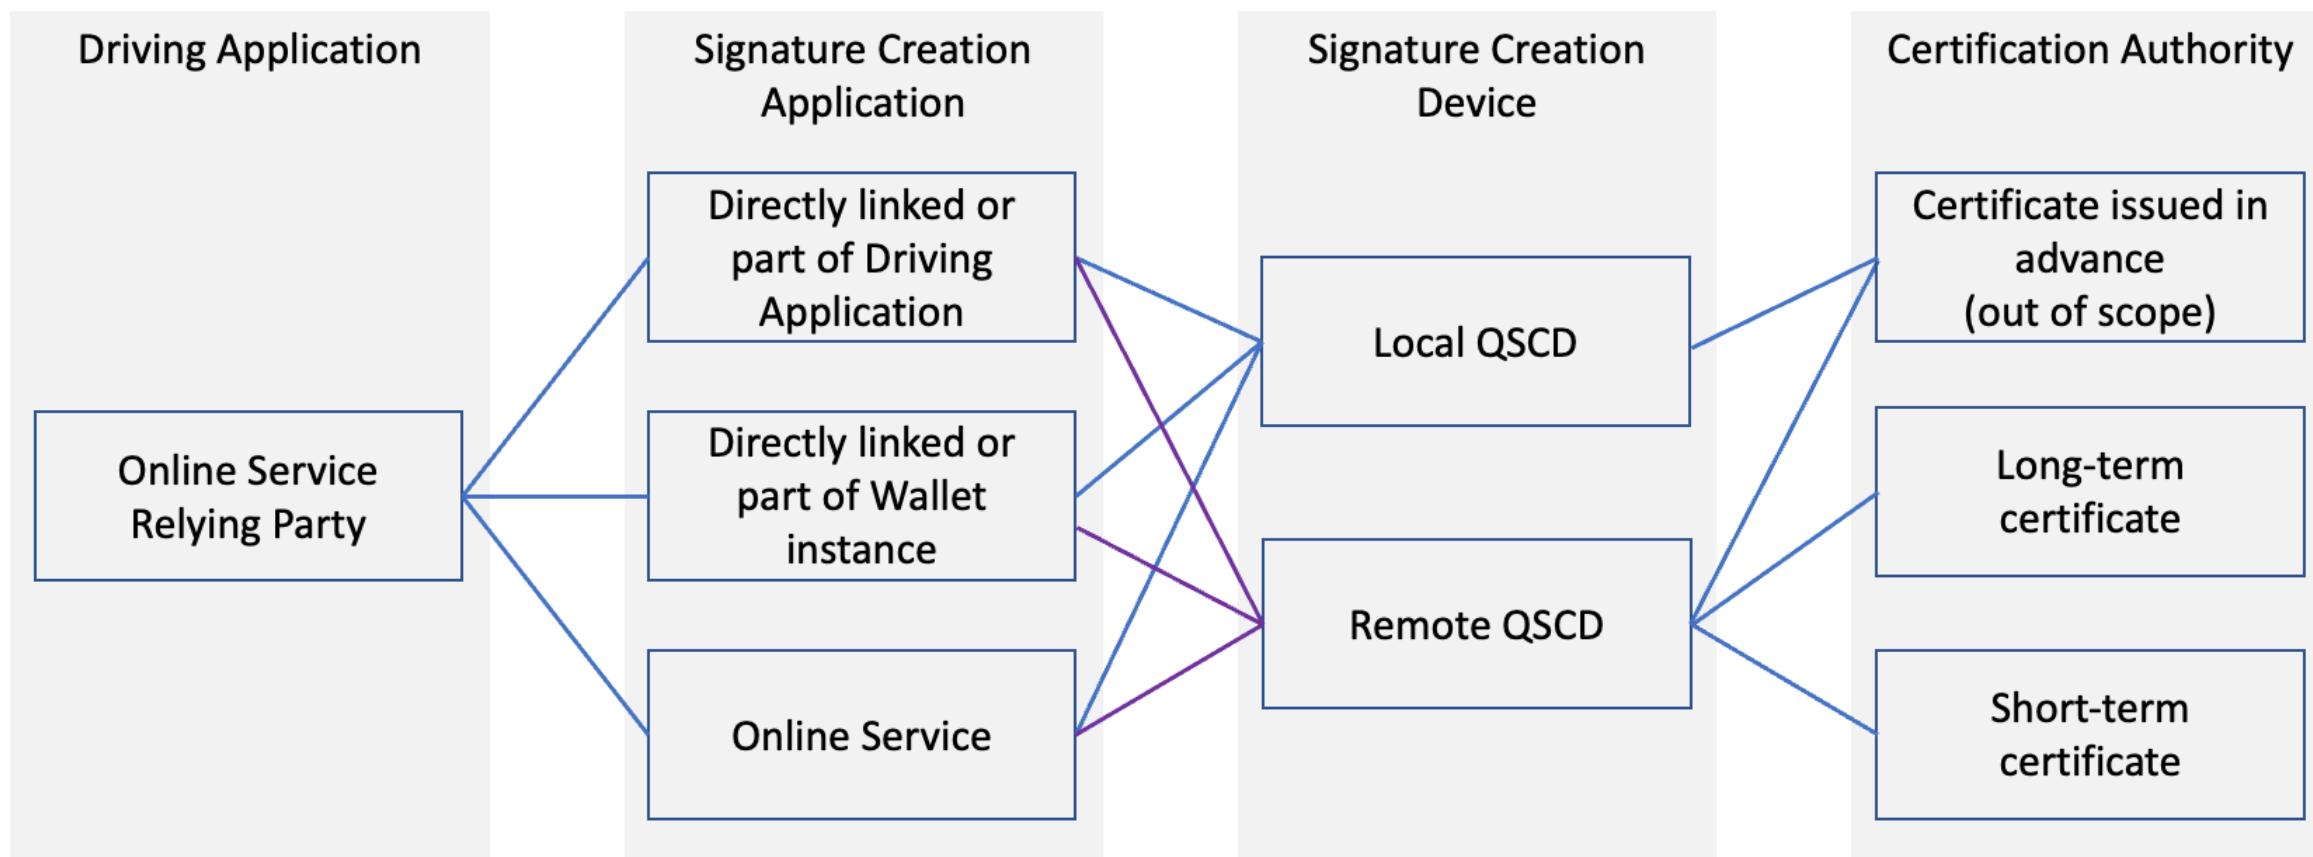 Driving Application
Signature Creation
Application
Signature Creation
Device
Certification Authority
Online Service
Relying Party
Directly linked or
part of Driving
Application
Directly linked or
part of Wallet
instance
Online Service
Local QSCD
Remote QSCD
Certificate issued in
advance
(out of scope)
Long-term
certificate
Short-term
certificate